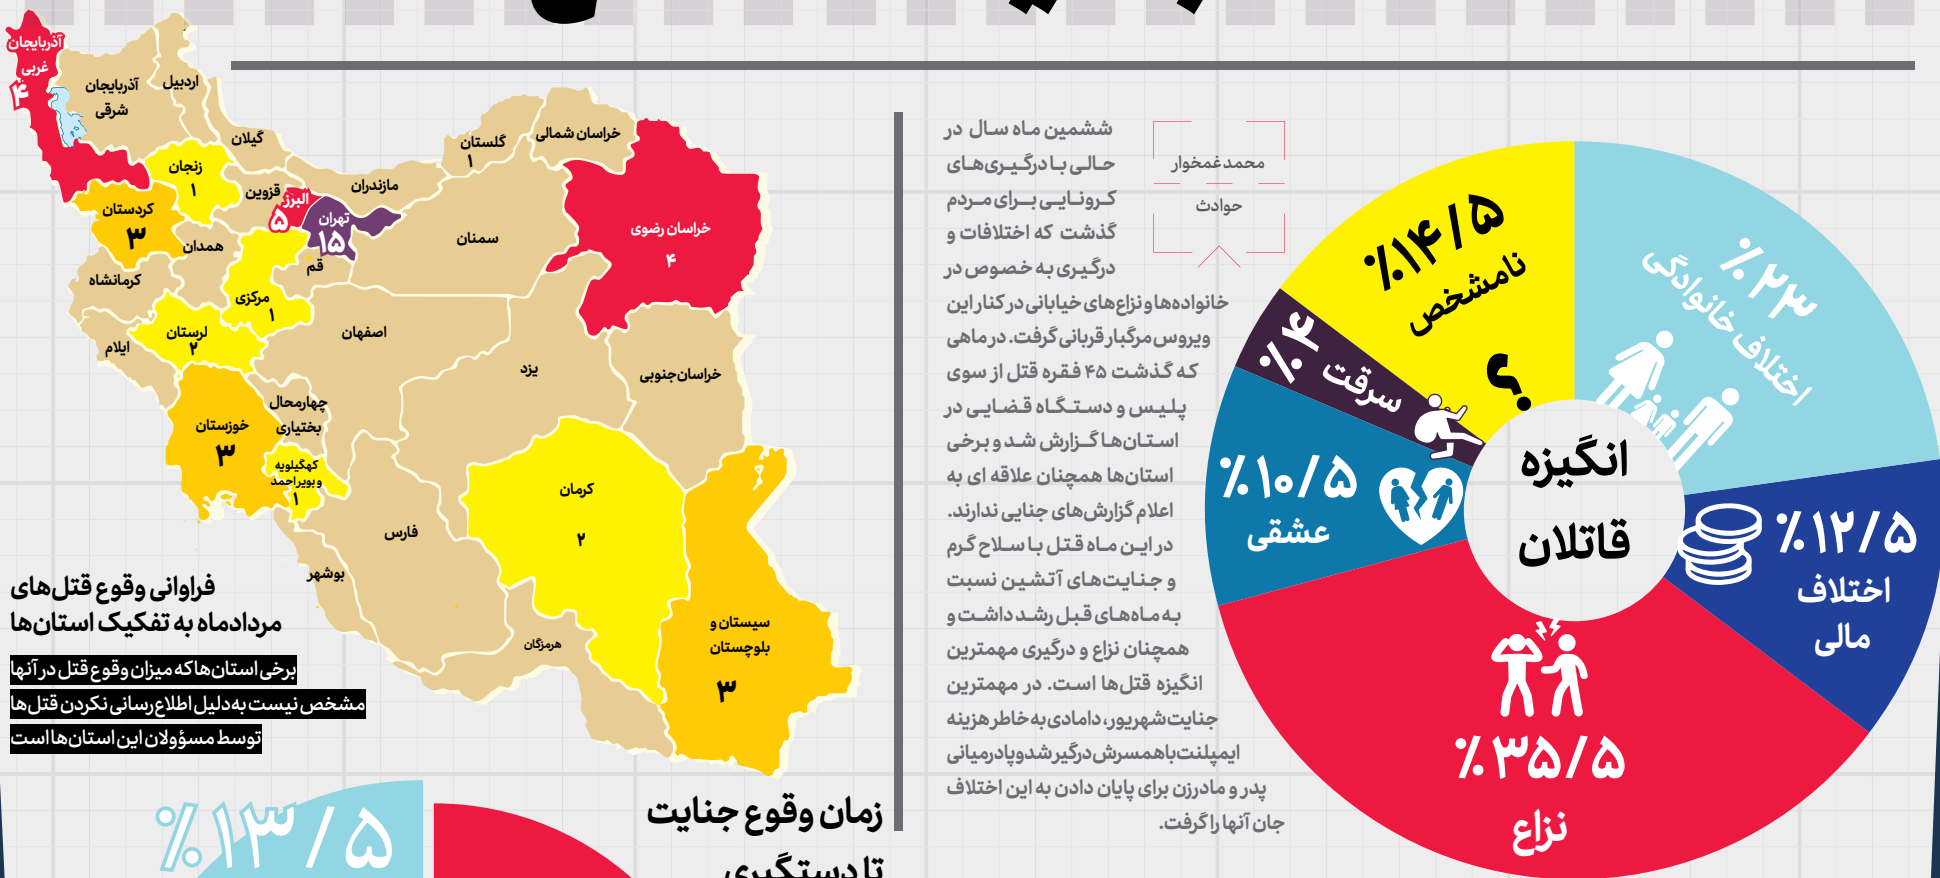 محمد غمخوار
حوادث
ششمین ماه سال در
حالی با درگیری‌های
کرونایی برای مردم
گذشت که اختلافات و
درگیری به خصوص در
خانواده‌ها و نزاع‌های خیابانی در کنار این
ویروس مرگبار قربانی گرفت. در ماهی
که گذشت ۴۵ فقره قتل از سوی
پلیس و دستگاه قضایی در
استان‌ها گزارش شد و برخی
استان‌ها همچنان علاقه ای به
اعلام گزارش‌های جنایی ندارند.
در این ماه قتل با سلاح گرم
و جنایت‌های آتشین نسبت
به ماه‌های قبل رشد داشت و
همچنان نزاع و درگیری مهمترین
انگیزه قتل‌ها است. در مهمترین
جنایت شهریور، دامادی به خاطر هزینه
ایمپلنت با همسرش درگیر شد و پادرمیانی
پدر و مادرزن برای پایان دادن به این اختلاف
جان آنها را گرفت.
انگیزه
قاتلان
٪۲۳
اختلاف خانوادگی
٪۱۲/۵
اختلاف
مالی
٪۳۵/۵
نزاع
٪۱۰/۵
عشقی
٪۴
سرقت
٪۱۴/۵
نامشخص
؟
آذربایجان
غربی
۴
آذربایجان
شرقی
اردبیل
گیلان
زنجان
۱
کردستان
۳
قزوین
البرز
۵
تهران
۱۵
مازندران
گلستان
۱
خراسان شمالی
خراسان رضوی
۴
سمنان
همدان
قم
کرمانشاه
مرکزی
۱
لرستان
۲
ایلام
اصفهان
یزد
خراسان جنوبی
خوزستان
۳
چهارمحال
بختیاری
کهگیلویه
و بویراحمد
۱
کرمان
۲
فارس
بوشهر
هرمزگان
سیستان و
بلوچستان
۳
فراوانی وقوع قتل‌های
مردادماه به تفکیک استان‌ها
برخی استان‌ها که میزان وقوع قتل در آنها
مشخص نیست به‌دلیل اطلاع‌رسانی نکردن قتل‌ها
توسط مسؤولان این استان‌ها است
زمان وقوع جنایت
تا دستگیری
٪۱۳/۵